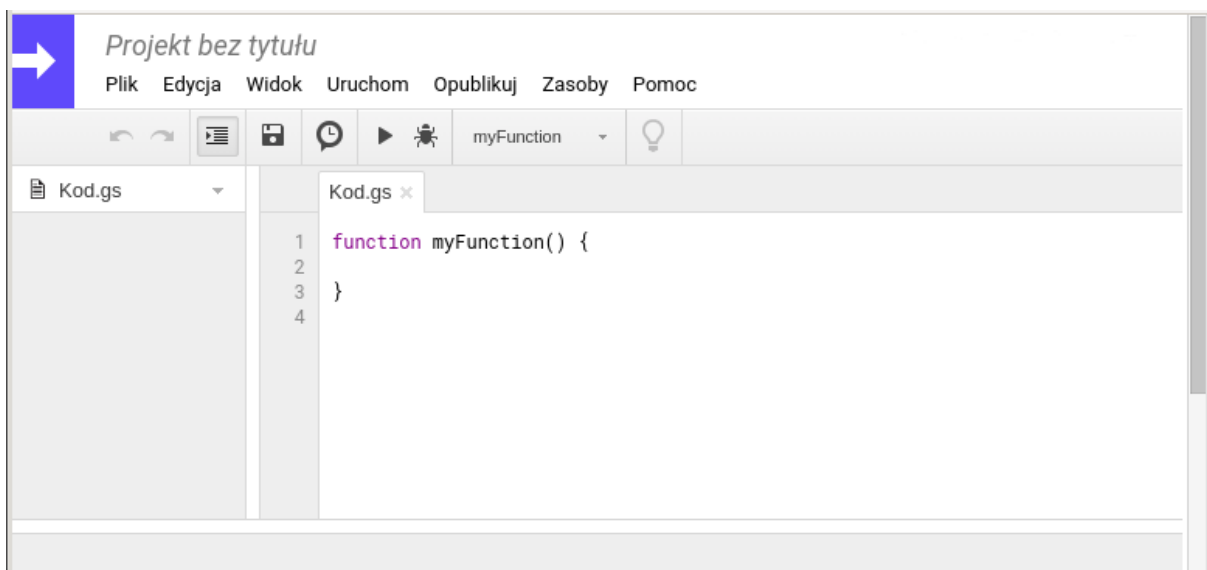 Projekt bez tytułu
Plik Edycja Widok Uruchom Opublikuj Zasoby Pomoc
myFunction
Kod.gs
Kod.gs ×
1 function myFunction() {
2
3 }
4